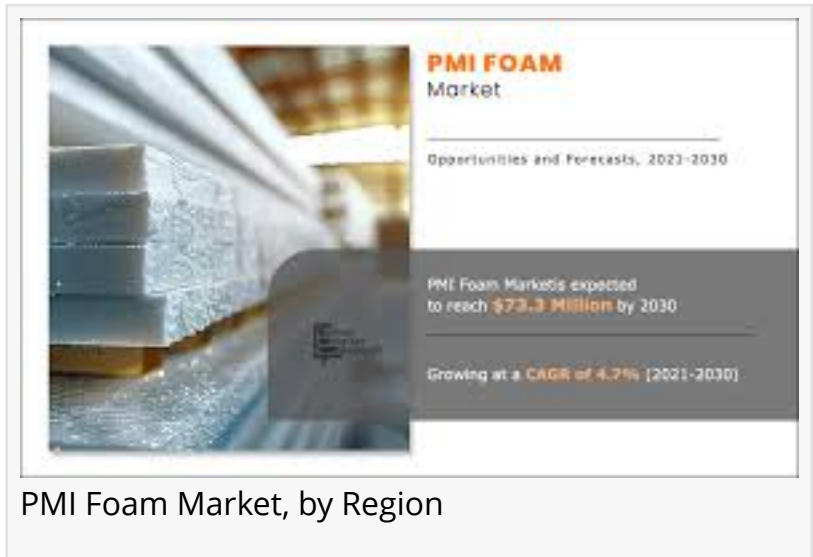 PMI FOAM
Market
Opportunities and Forecasts, 2021-2030
PMI Foam Marketis expected
to reach $73.3 Million by 2030
Growing at a CAGR of 4.7% (2021-2030)
PMI Foam Market, by Region